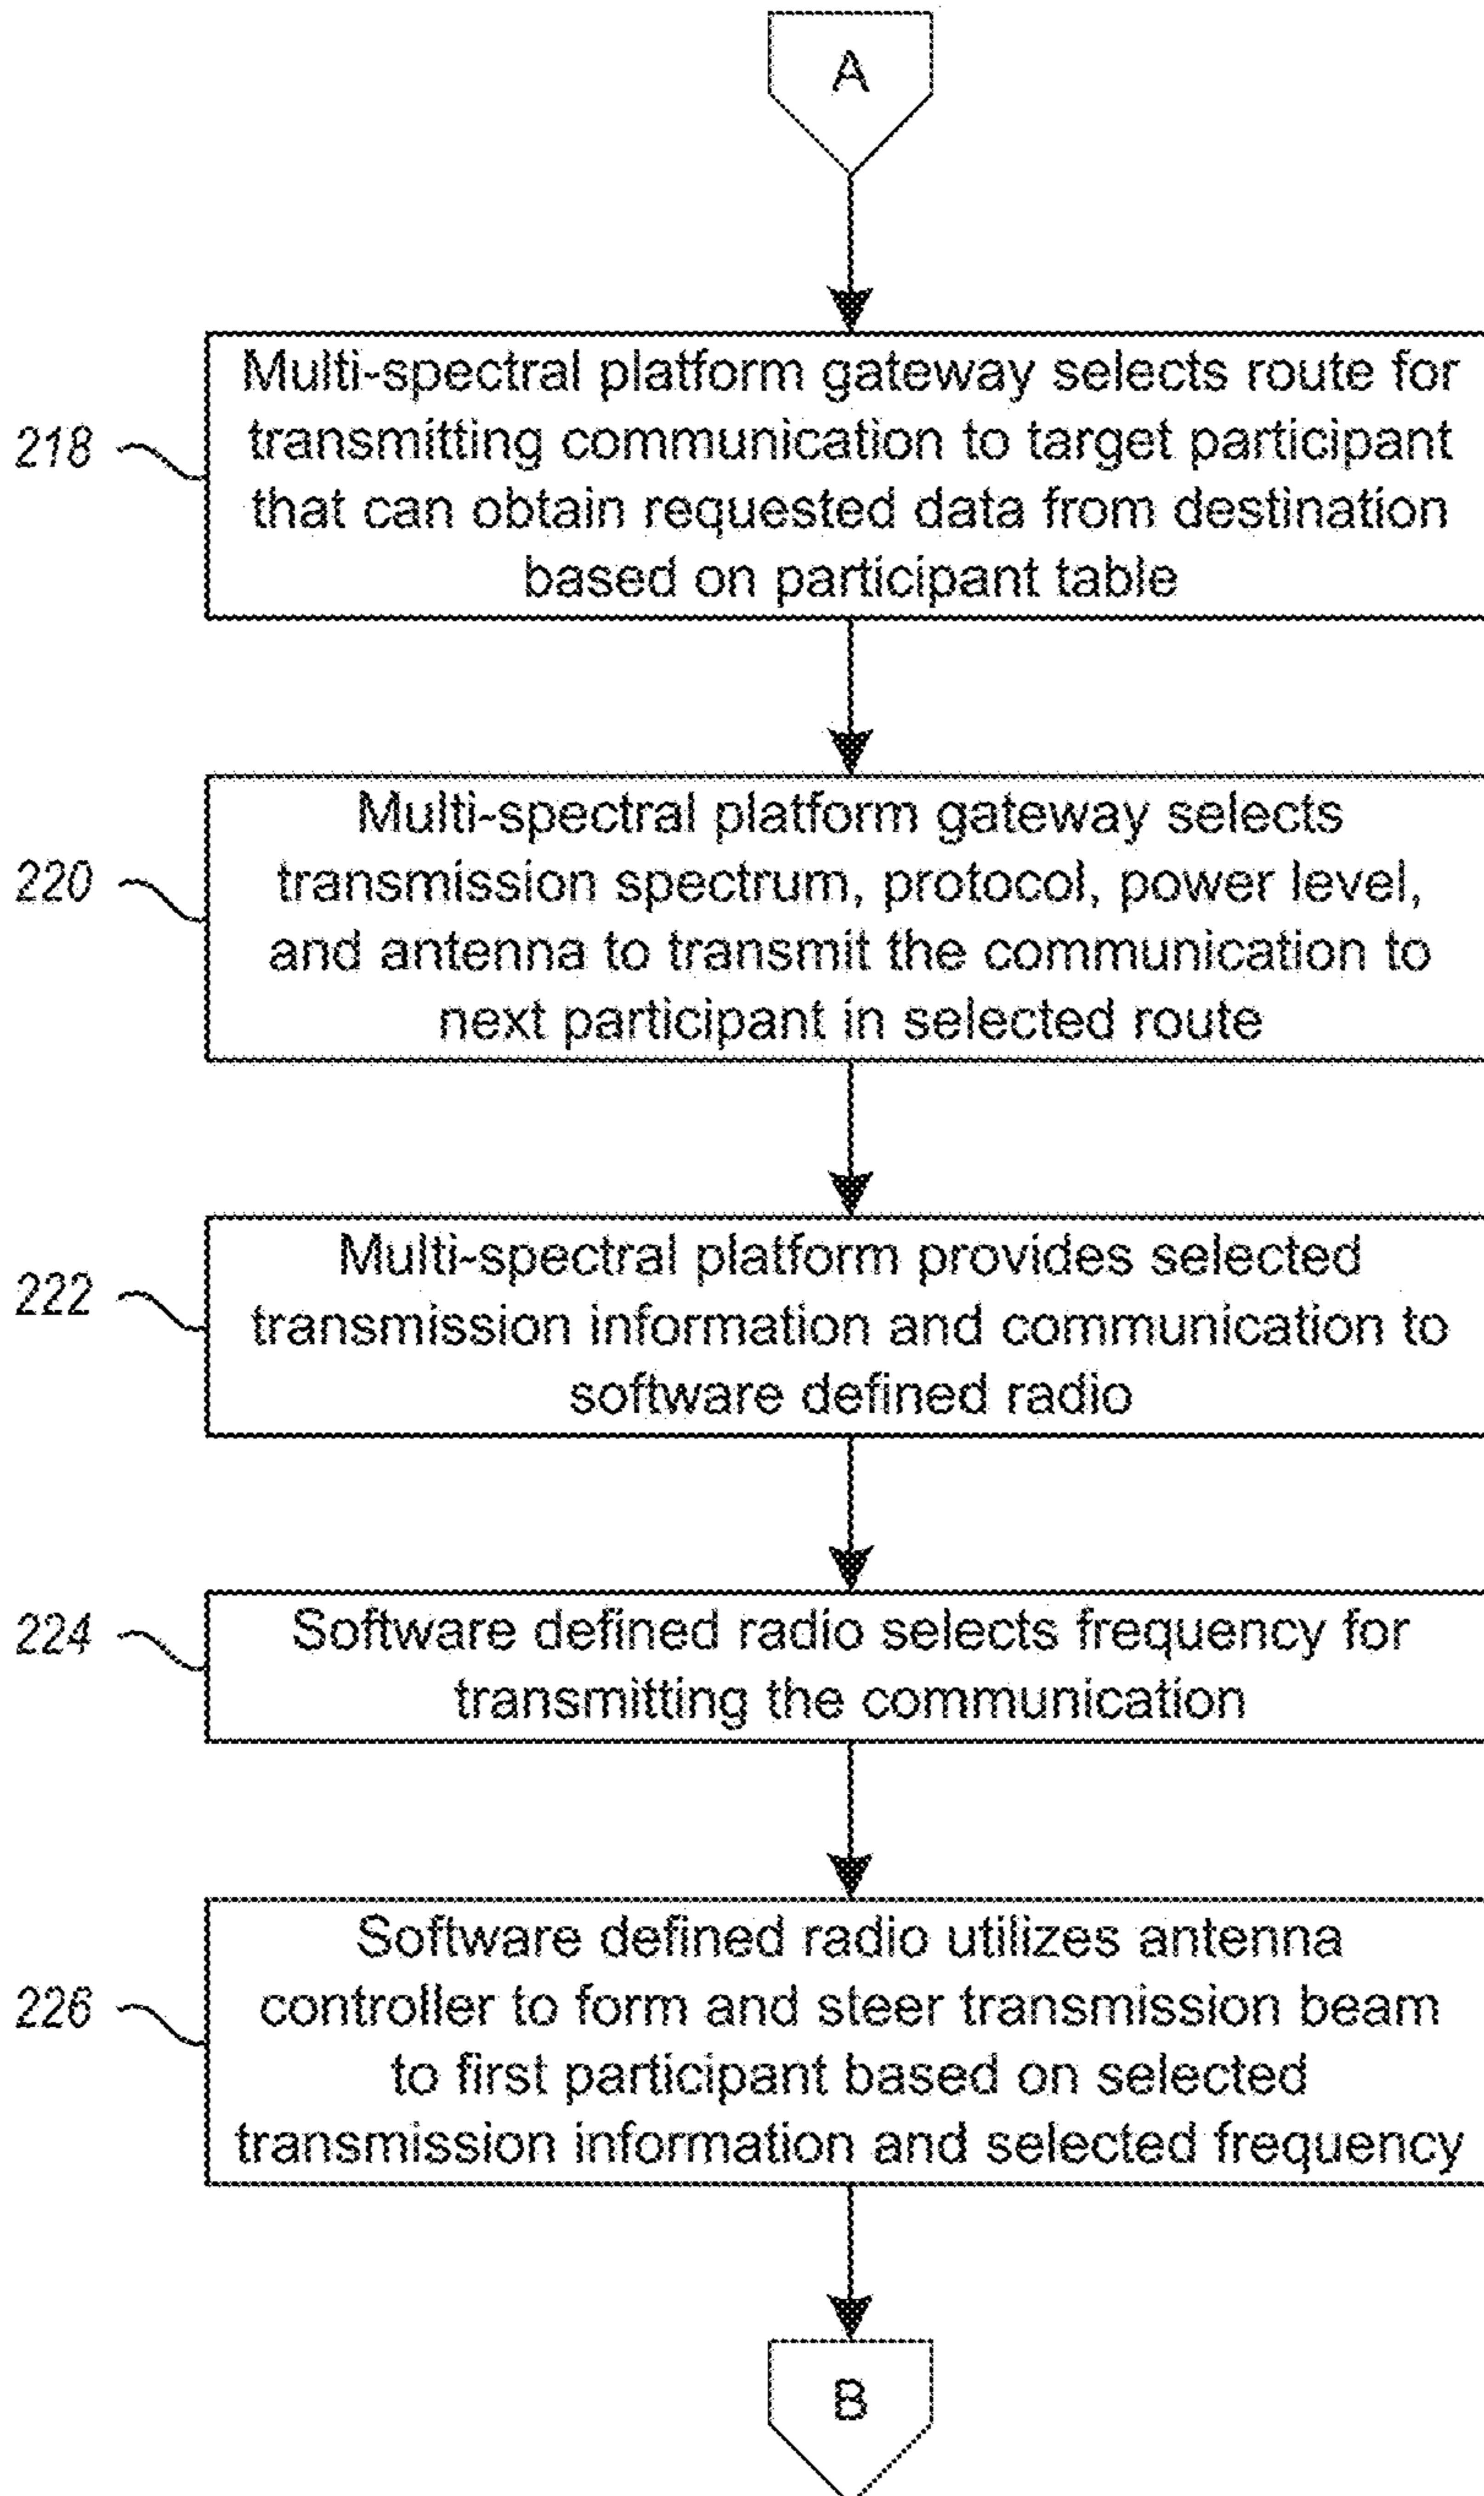 A
Multi-spectral platform gateway selects route for
transmitting communication to target participant
that can obtain requested data from destination
based on participant table
218
Multi-spectral platform gateway selects
transmission spectrum, protocol, power level,
and antenna to transmit the communication to
next participant in selected route
220
Multi-spectral platform provides selected
transmission information and communication to
software defined radio
222
Software defined radio selects frequency for
transmitting the communication
224
Software defined radio utilizes antenna
controller to form and steer transmission beam
to first participant based on selected
transmission information and selected frequency
226
B